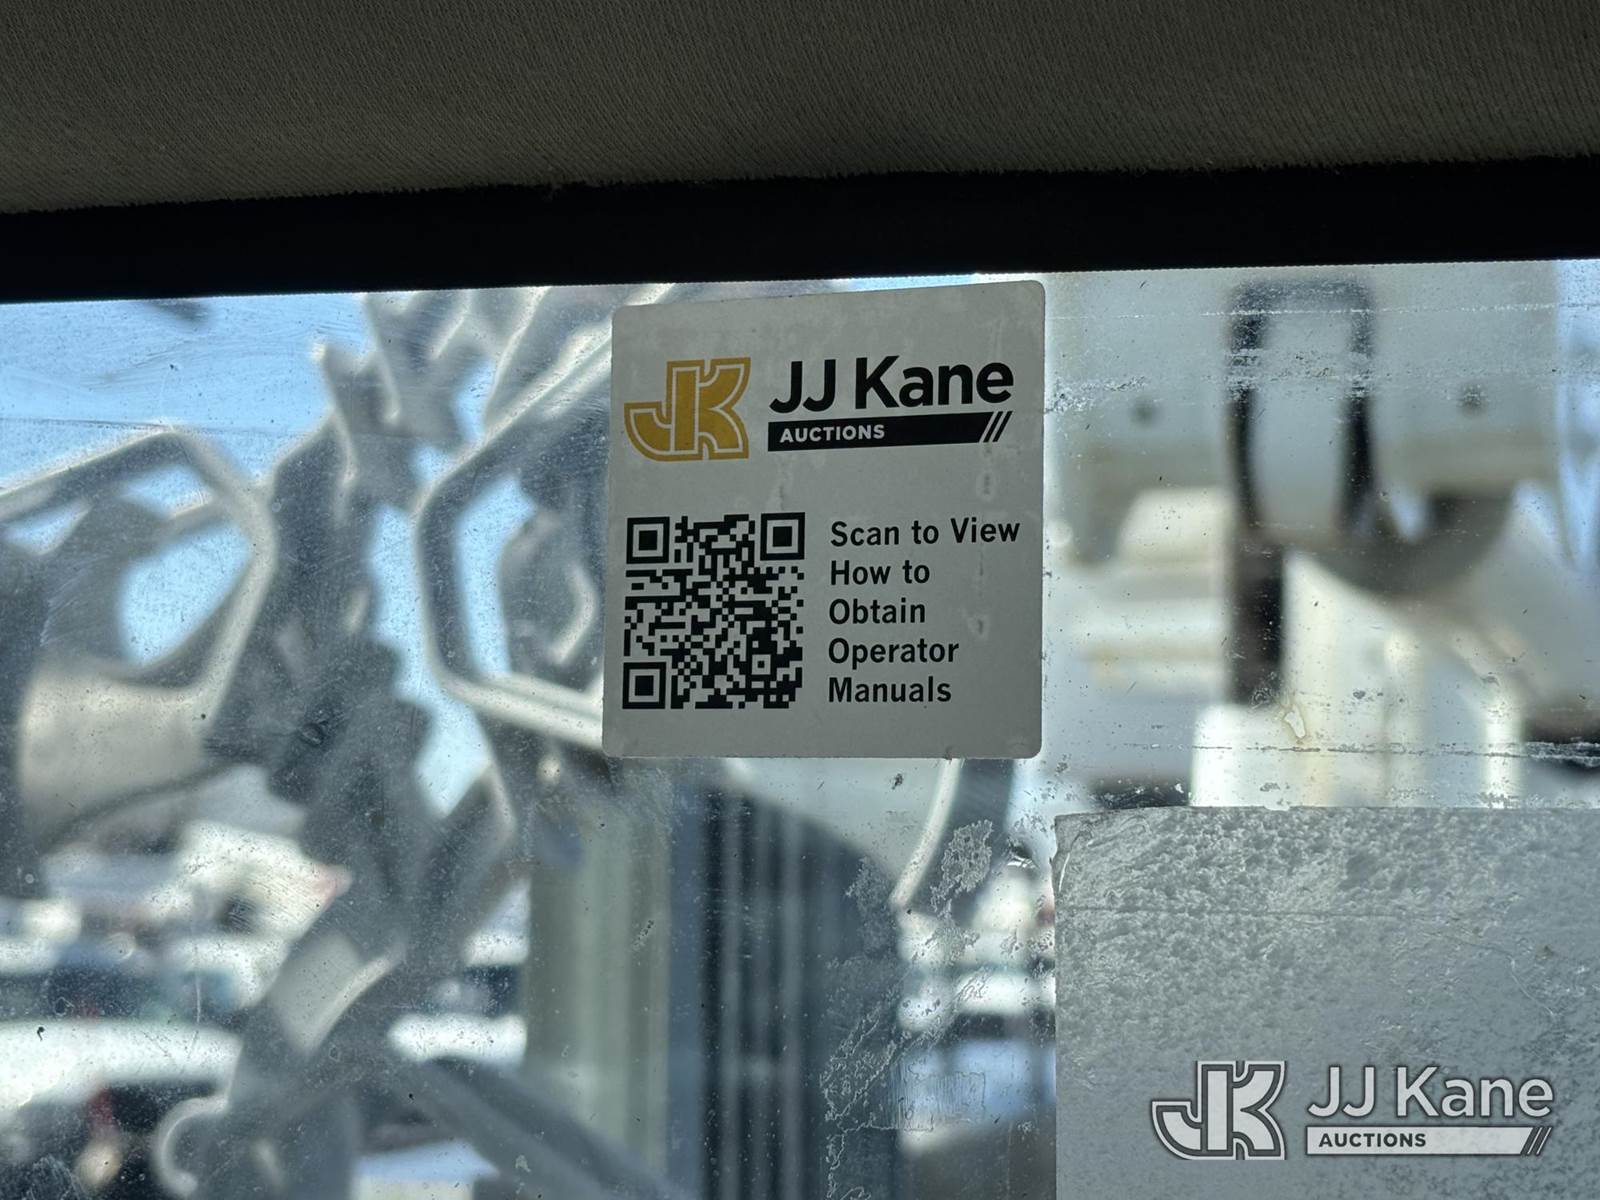 JK JJ Kane
AUCTIONS
Scan to View
How to
Obtain
Operator
Manuals
JK JJ Kane
AUCTIONS